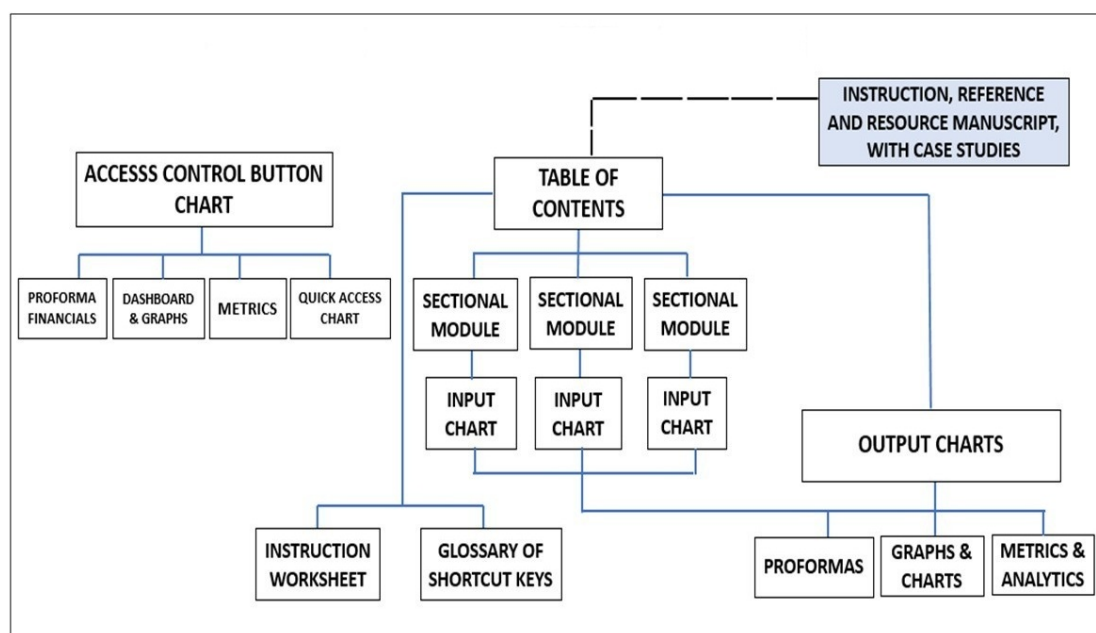 INSTRUCTION, REFERENCE
AND RESOURCE MANUSCRIPT,
WITH CASE STUDIES
ACCESSS CONTROL BUTTON
CHART
TABLE OF
CONTENTS
PROFORMA
FINANCIALS
DASHBOARD
& GRAPHS
METRICS
QUICK ACCESS
CHART
SECTIONAL
MODULE
SECTIONAL
MODULE
SECTIONAL
MODULE
INPUT
CHART
INPUT
CHART
INPUT
CHART
OUTPUT CHARTS
INSTRUCTION
WORKSHEET
GLOSSARY OF
SHORTCUT KEYS
PROFORMAS
GRAPHS &
CHARTS
METRICS &
ANALYTICS